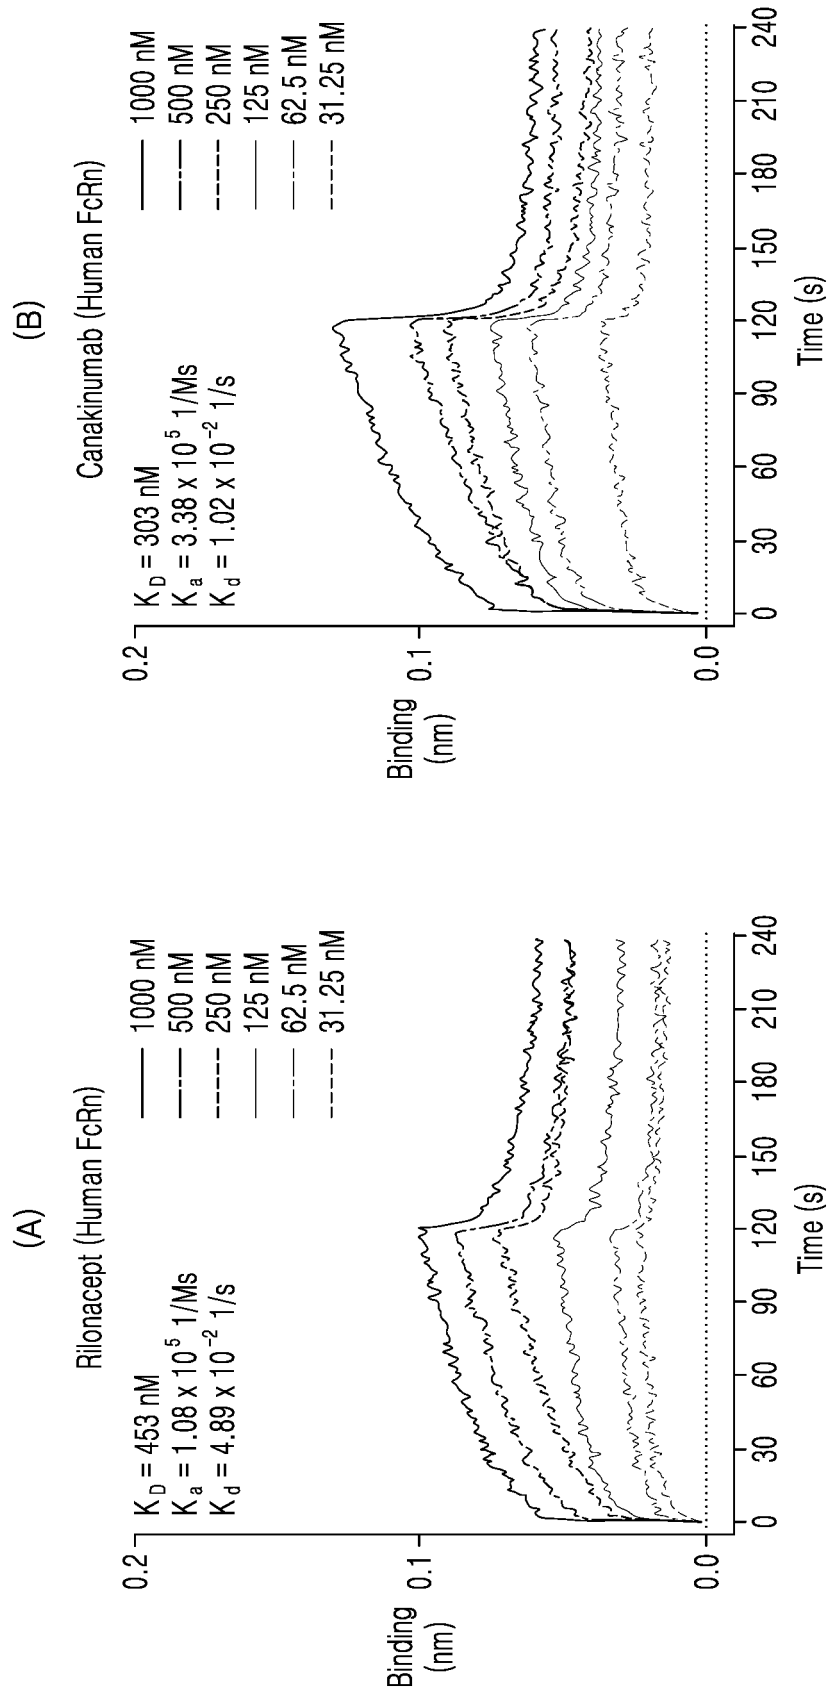 (A)
Rilonacept (Human FcRn)
K_D = 453 nM
K_a = 1.08 x 10^5 1/Ms
K_d = 4.89 x 10^-2 1/s
1000 nM
500 nM
250 nM
125 nM
62.5 nM
31.25 nM
0.2
0.1
0.0
Binding
(nm)
0 30 60 90 120 150 180 210 240
Time (s)
(B)
Canakinumab (Human FcRn)
K_D = 303 nM
K_a = 3.38 x 10^5 1/Ms
K_d = 1.02 x 10^-2 1/s
1000 nM
500 nM
250 nM
125 nM
62.5 nM
31.25 nM
0.2
0.1
0.0
Binding
(nm)
0 30 60 90 120 150 180 210 240
Time (s)